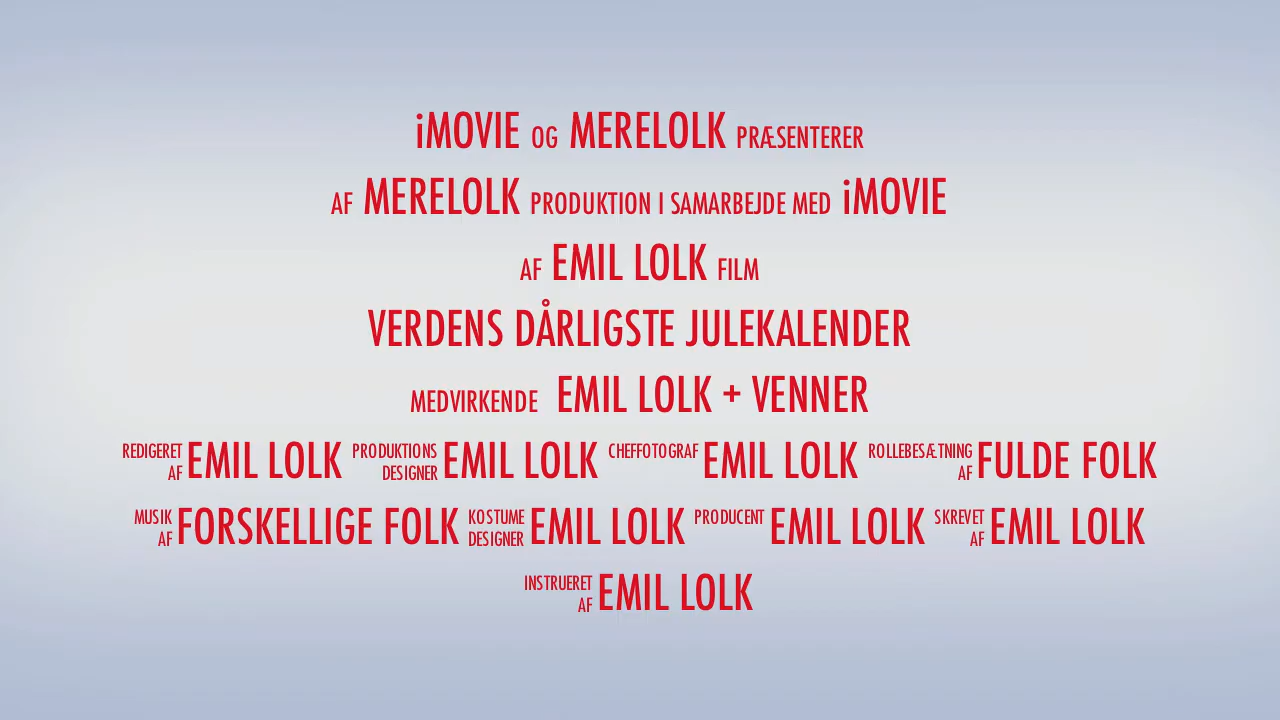 iMOVIE OG MERELOLK PRÆSENTERER
AF MERELOLK PRODUKTION I SAMARBEJDE MED iMOVIE
AF EMIL LOLK FILM
VERDENS DÅRLIGSTE JULEKALENDER
MEDVIRKENDE EMIL LOLK + VENNER
REDIGERET AF EMIL LOLK PRODUKTIONS DESIGNER EMIL LOLK CHEFFOTOGRAF EMIL LOLK ROLLEBESÆTNING AF FULDE FOLK
MUSIK AF FORSKELLIGE FOLK KOSTUME DESIGNER EMIL LOLK PRODUCENT EMIL LOLK SKREVET AF EMIL LOLK
INSTRUERET AF EMIL LOLK